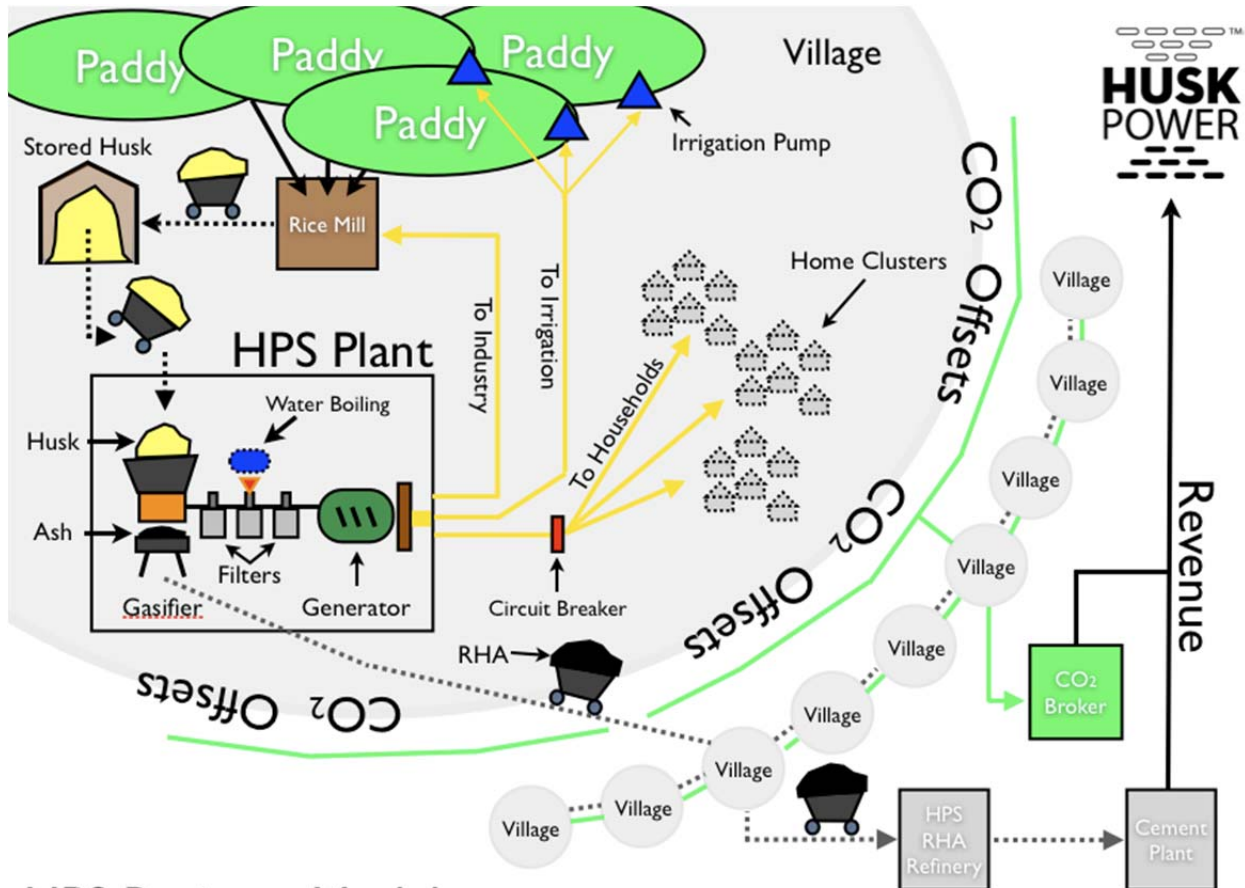 Paddy
Paddy
Paddy
Paddy
Village
Irrigation Pump
TM
HUSK
POWER
Stored Husk
Rice Mill
CO2 Offsets
Village
Home Clusters
To Industry
To Irrigation
To Households
HPS Plant
Water Boiling
Husk
Ash
Filters
Gasifier
Generator
Circuit Breaker
CO2 Offsets
CO2 Offsets
RHA
Village
Village
Village
Village
Village
Village
Village
Village
Revenue
CO2
Broker
HPS
RHA
Refinery
Cement
Plant